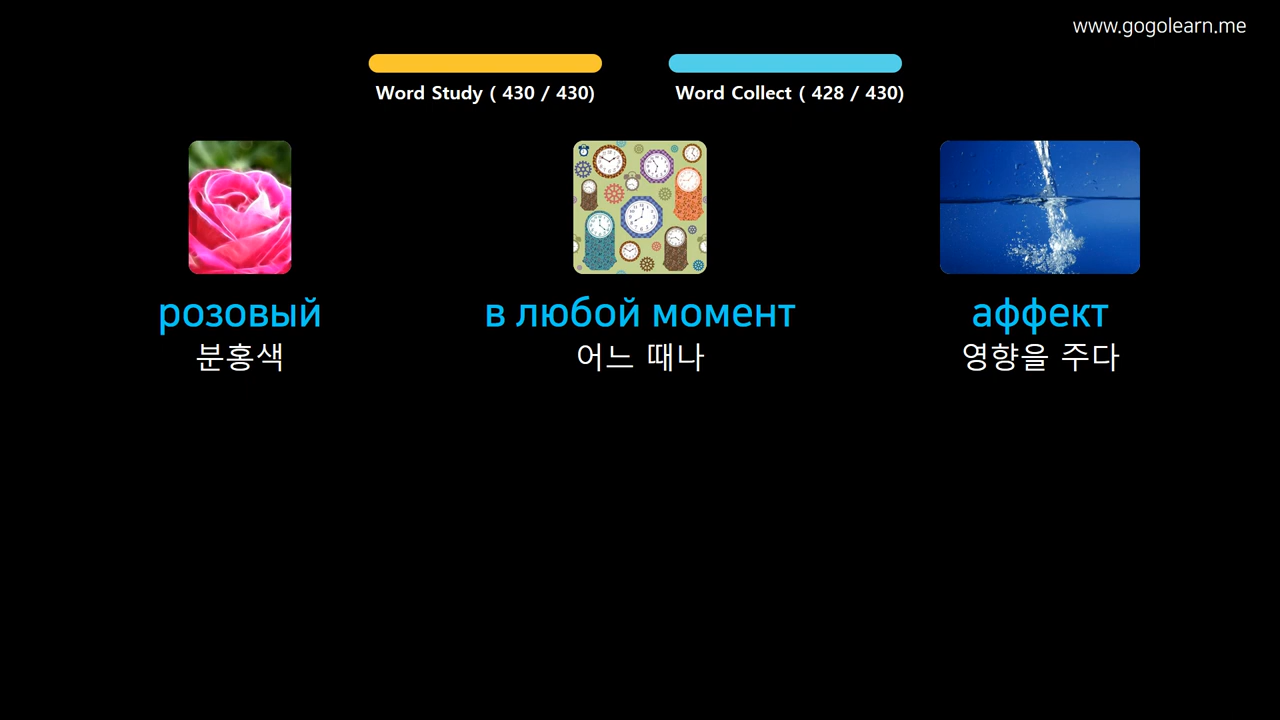 www.gogolearn.me
Word Study ( 430 / 430)
Word Collect ( 428 / 430)
розовый
분홍색
в любой момент
어느 때나
аффект
영향을 주다